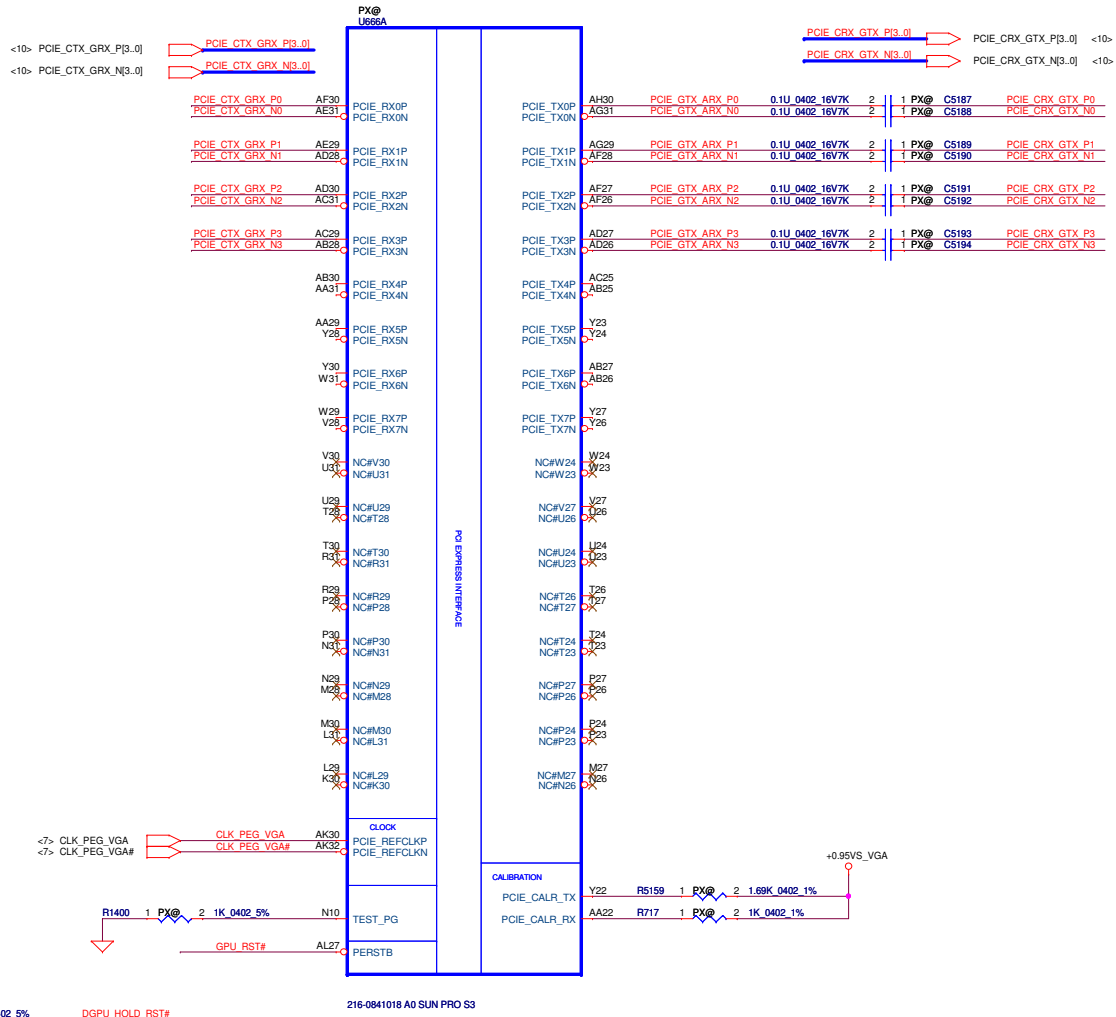 PX@
U666A
<10> PCIE_CTX_GRX_P[3..0] PCIE_CTX_GRX_P[3..0]
<10> PCIE_CTX_GRX_N[3..0] PCIE_CTX_GRX_N[3..0]
PCIE_CRX_GTX_P[3..0] PCIE_CRX_GTX_P[3..0] <10>
PCIE_CRX_GTX_N[3..0] PCIE_CRX_GTX_N[3..0] <10>
PCIE_CTX_GRX_P0 AF30 PCIE_RX0P PCIE_TX0P AH30 PCIE_GTX_ARX_P0 0.1U_0402_16V7K 2 1 PX@ C5187 PCIE_CRX_GTX_P0
PCIE_CTX_GRX_N0 AE31 PCIE_RX0N PCIE_TX0N AG31 PCIE_GTX_ARX_N0 0.1U_0402_16V7K 2 1 PX@ C5188 PCIE_CRX_GTX_N0
PCIE_CTX_GRX_P1 AE29 PCIE_RX1P PCIE_TX1P AG29 PCIE_GTX_ARX_P1 0.1U_0402_16V7K 2 1 PX@ C5189 PCIE_CRX_GTX_P1
PCIE_CTX_GRX_N1 AD28 PCIE_RX1N PCIE_TX1N AF28 PCIE_GTX_ARX_N1 0.1U_0402_16V7K 2 1 PX@ C5190 PCIE_CRX_GTX_N1
PCIE_CTX_GRX_P2 AD30 PCIE_RX2P PCIE_TX2P AF27 PCIE_GTX_ARX_P2 0.1U_0402_16V7K 2 1 PX@ C5191 PCIE_CRX_GTX_P2
PCIE_CTX_GRX_N2 AC31 PCIE_RX2N PCIE_TX2N AF26 PCIE_GTX_ARX_N2 0.1U_0402_16V7K 2 1 PX@ C5192 PCIE_CRX_GTX_N2
PCIE_CTX_GRX_P3 AC29 PCIE_RX3P PCIE_TX3P AD27 PCIE_GTX_ARX_P3 0.1U_0402_16V7K 2 1 PX@ C5193 PCIE_CRX_GTX_P3
PCIE_CTX_GRX_N3 AB28 PCIE_RX3N PCIE_TX3N AD26 PCIE_GTX_ARX_N3 0.1U_0402_16V7K 2 1 PX@ C5194 PCIE_CRX_GTX_N3
AB30 PCIE_RX4P PCIE_TX4P AC25
AA31 PCIE_RX4N PCIE_TX4N AB25
AA29 PCIE_RX5P PCIE_TX5P Y23
Y28 PCIE_RX5N PCIE_TX5N Y24
Y30 PCIE_RX6P PCIE_TX6P AB27
W31 PCIE_RX6N PCIE_TX6N AB26
W29 PCIE_RX7P PCIE_TX7P Y27
V28 PCIE_RX7N PCIE_TX7N Y26
V30 NC#V30 NC#W24 W24
U31 NC#U31 NC#W23 W23
U29 NC#U29 NC#V27 V27
T28 NC#T28 NC#U26 U26
T30 NC#T30 NC#U24 U24
R31 NC#R31 NC#U23 U23
R29 NC#R29 NC#T26 T26
P28 NC#P28 NC#T27 T27
P30 NC#P30 NC#T24 T24
N31 NC#N31 NC#T23 T23
N29 NC#N29 NC#P27 P27
M28 NC#M28 NC#P26 P26
M30 NC#M30 NC#P24 P24
L31 NC#L31 NC#P23 P23
L29 NC#L29 NC#M27 M27
K30 NC#K30 NC#N26 N26
PCI EXPRESS INTERFACE
CLOCK
<7> CLK_PEG_VGA CLK_PEG_VGA AK30 PCIE_REFCLKP
<7> CLK_PEG_VGA# CLK_PEG_VGA# AK32 PCIE_REFCLKN
+0.95VS_VGA
CALIBRATION
PCIE_CALR_TX Y22 R5159 1 PX@ 2 1.69K_0402_1%
R1400 1 PX@ 2 1K_0402_5% N10 TEST_PG PCIE_CALR_RX AA22 R717 1 PX@ 2 1K_0402_1%
GPU_RST# AL27 PERSTB
216-0841018 A0 SUN PRO S3
02_5% DGPU_HOLD_RST#